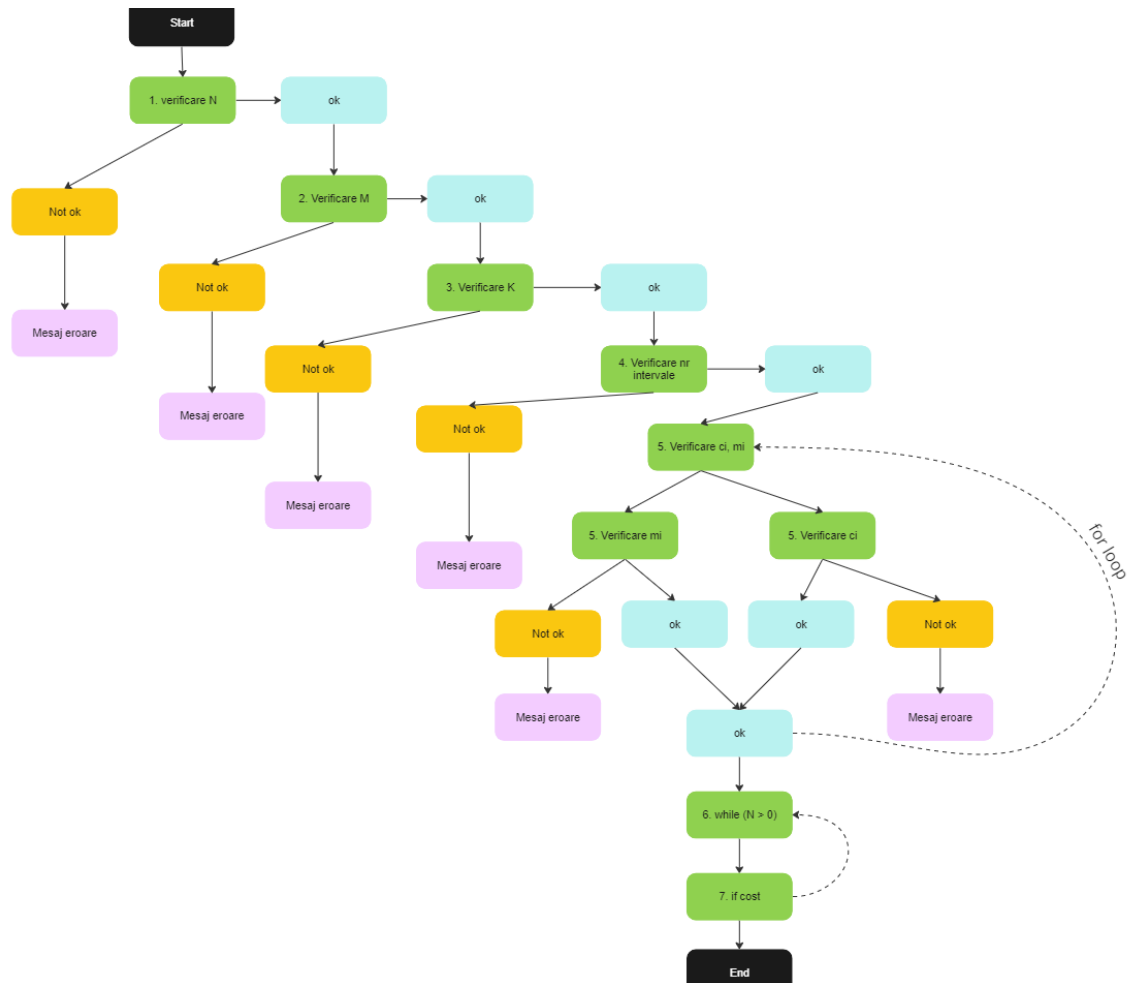 Start
1. verificare N
ok
Not ok
2. Verificare M
ok
Mesaj eroare
Not ok
3. Verificare K
ok
Mesaj eroare
Not ok
4. Verificare nr
intervale
ok
Mesaj eroare
Not ok
5. Verificare ci, mi
Mesaj eroare
5. Verificare mi
5. Verificare ci
for loop
Not ok
ok
ok
Not ok
Mesaj eroare
Mesaj eroare
ok
6. while (N > 0)
7. if cost
End